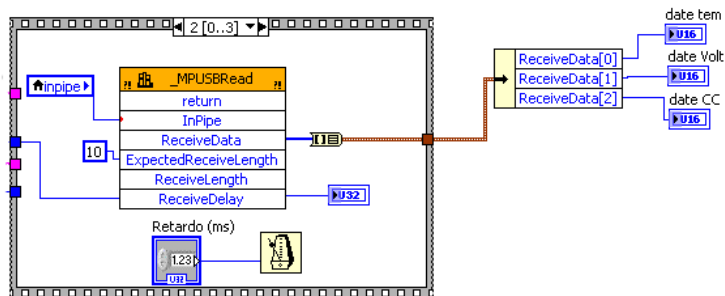 2 [0..3]
date tem
U16
date Volt
U16
date CC
U16
ReceiveData[0]
ReceiveData[1]
ReceiveData[2]
inpipe
_MPUSBRead
return
InPipe
ReceiveData
10
ExpectedReceiveLength
ReceiveLength
ReceiveDelay
U32
Retardo (ms)
1.23
U32